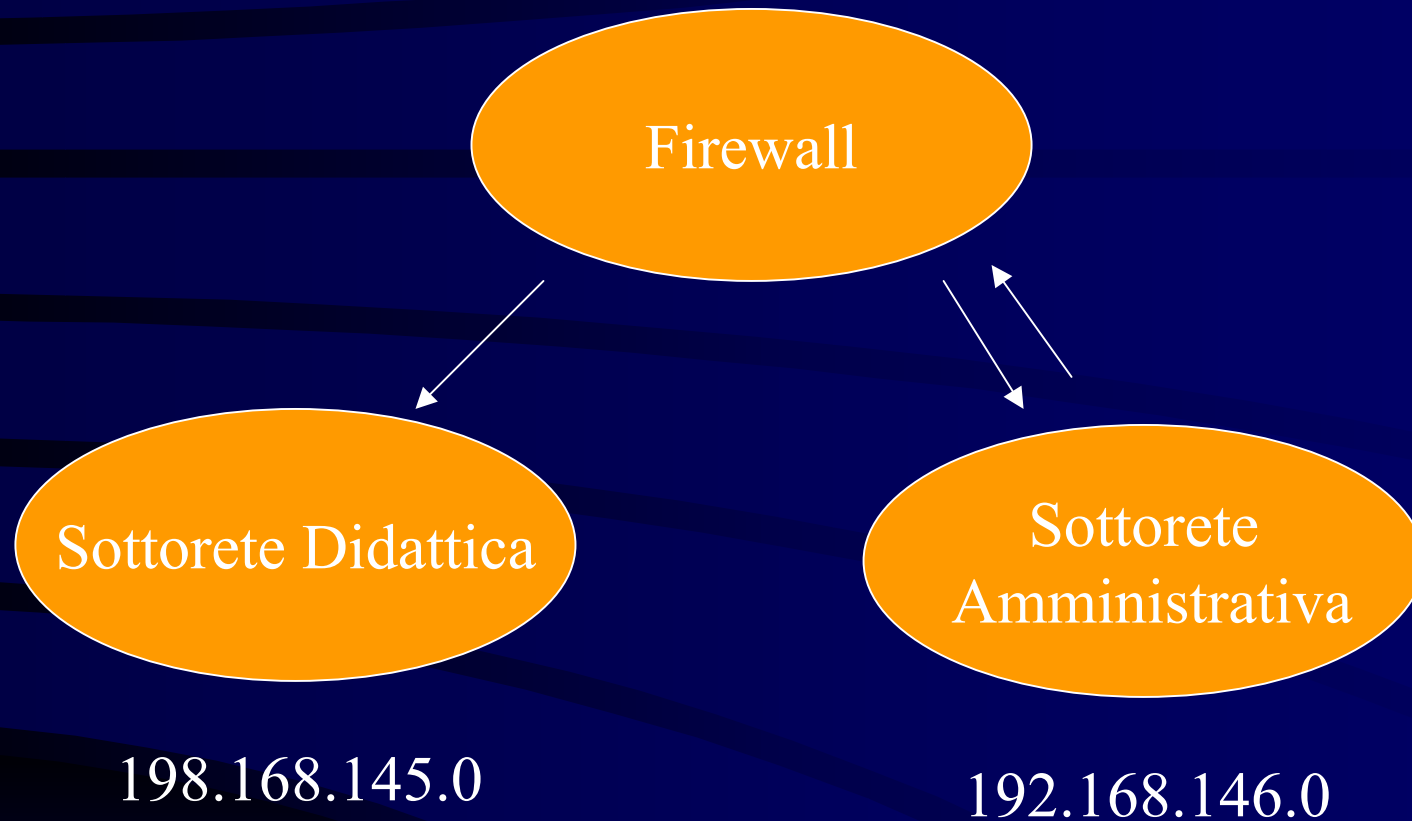 Firewall
Sottorete Didattica
Sottorete
Amministrativa
198.168.145.0
192.168.146.0